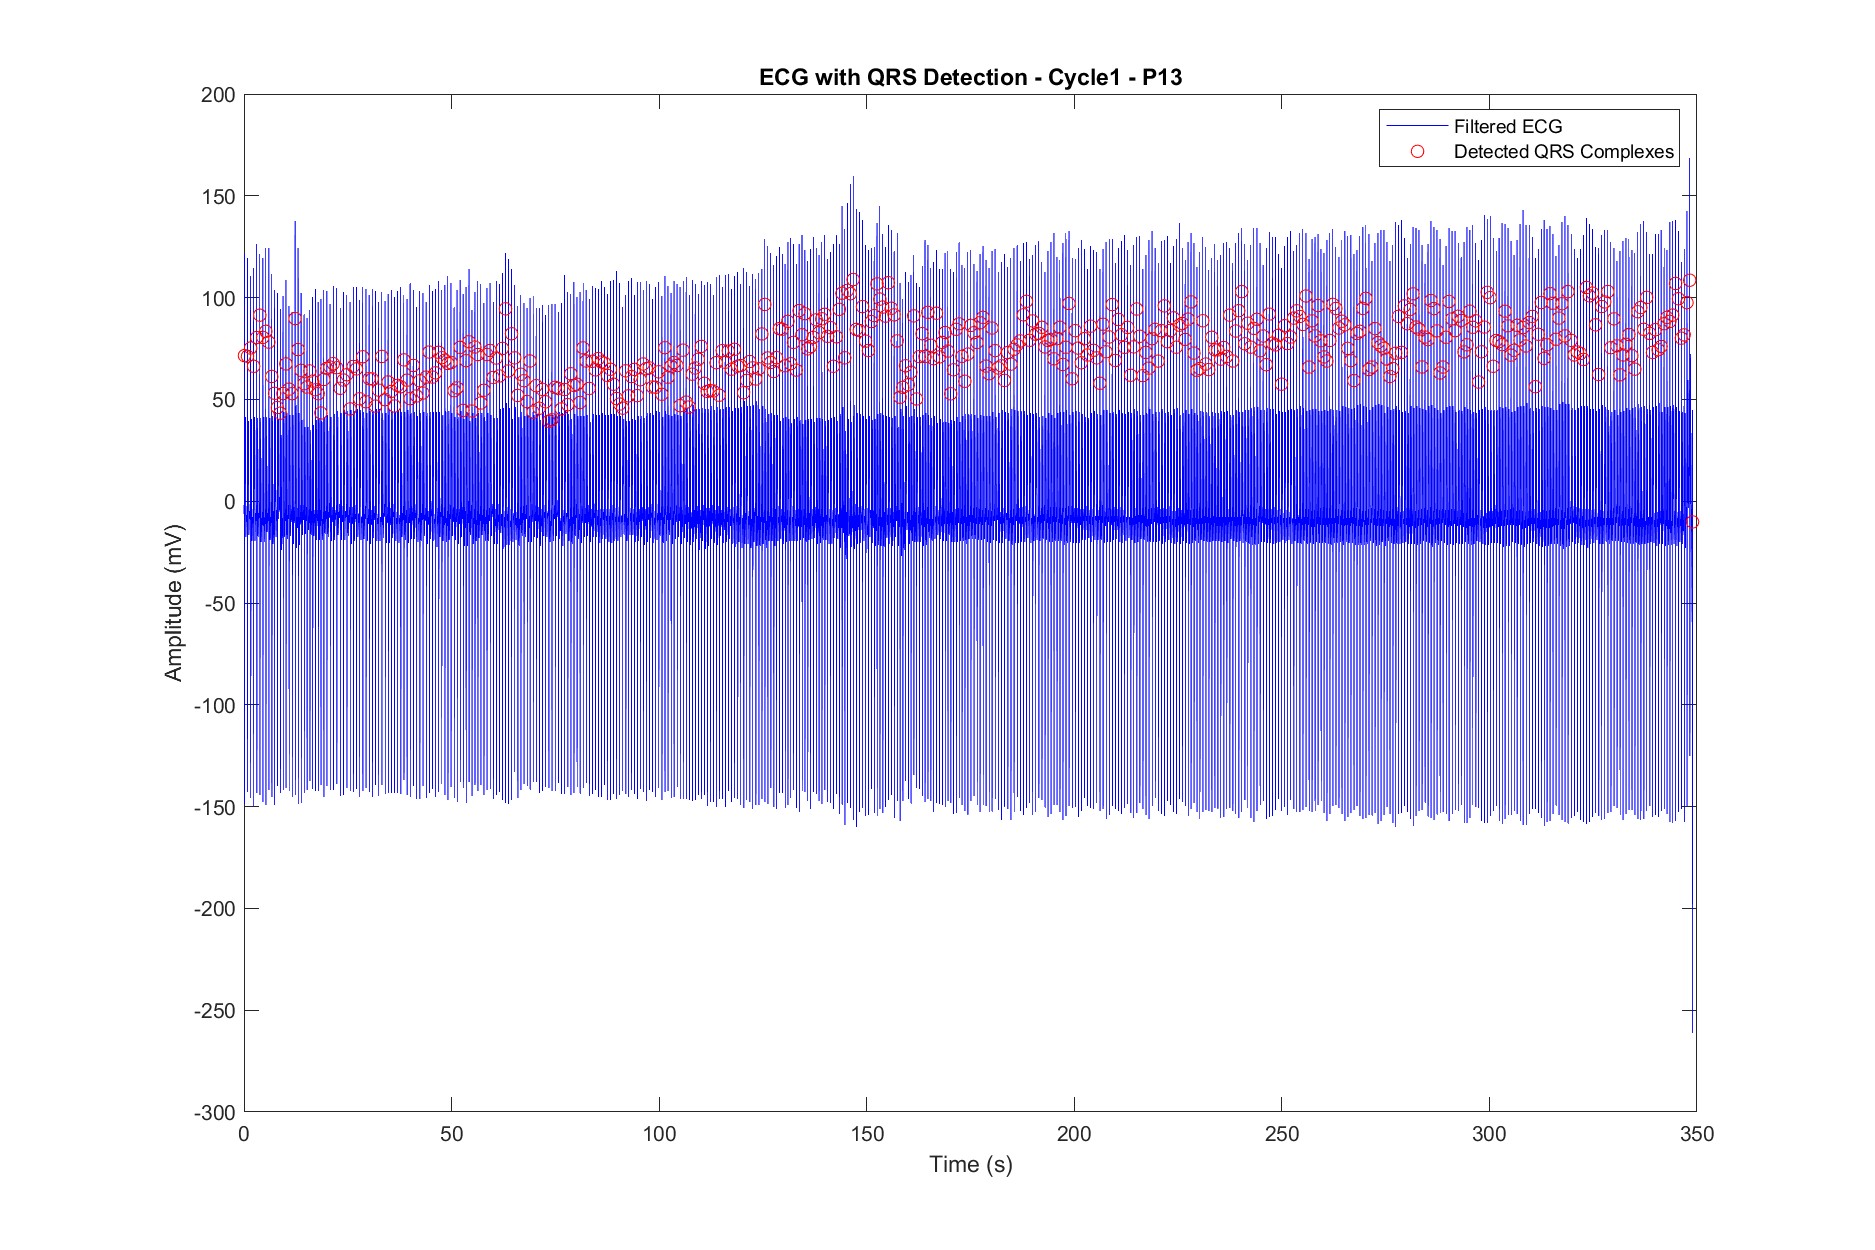 ECG with QRS Detection - Cycle1 - P13
200
150
100
50
0
-50
-100
-150
-200
-250
-300
Amplitude (mV)
Filtered ECG
Detected QRS Complexes
0 50 100 150 200 250 300 350
Time (s)